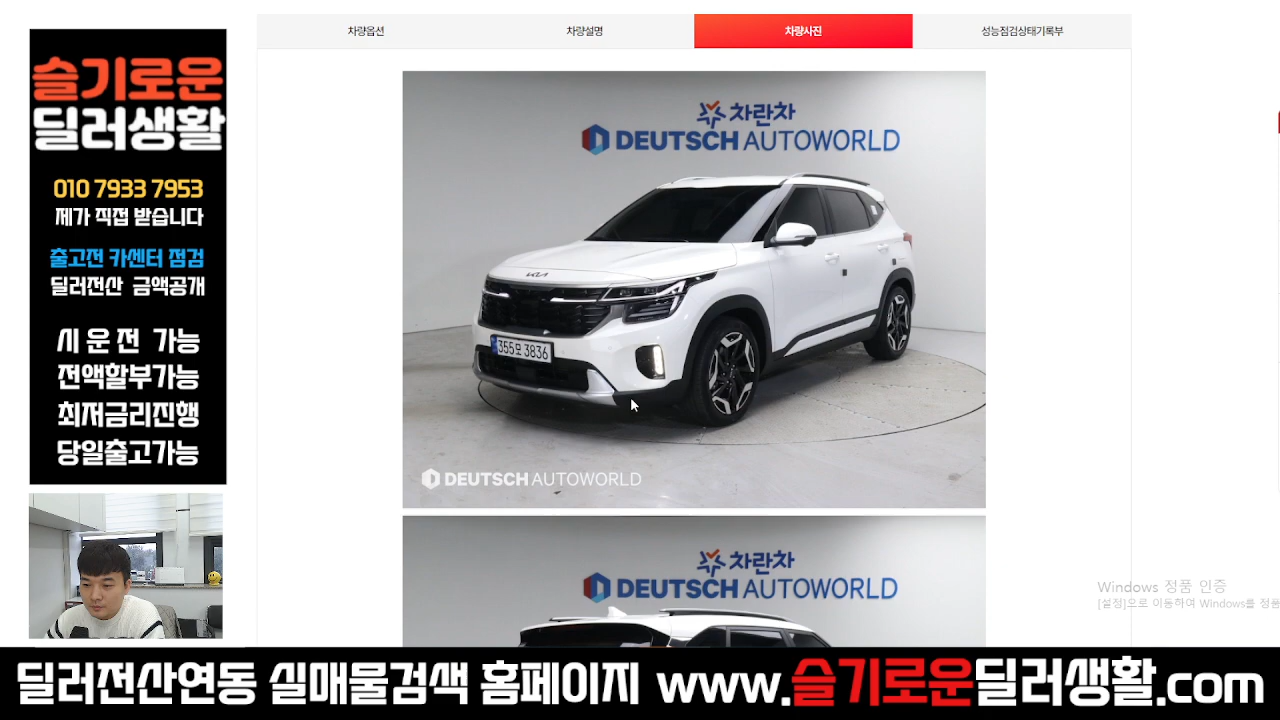 차량옵션
차량설명
차량사진
성능점검상태기록부
슬기로운
딜러생활
010 7933 7953
제가 직접 받습니다
출고전 카센터 점검
딜러전산 금액공개
시운전 가능
전액할부가능
최저금리진행
당일출고가능
차란차
DEUTSCH AUTOWORLD
KIA
355모 3836
DEUTSCH AUTOWORLD
차란차
DEUTSCH AUTOWORLD
Windows 정품 인증
[설정]으로 이동하여 Windows를 정품
딜러전산연동 실매물검색 홈페이지 www.슬기로운딜러생활.com